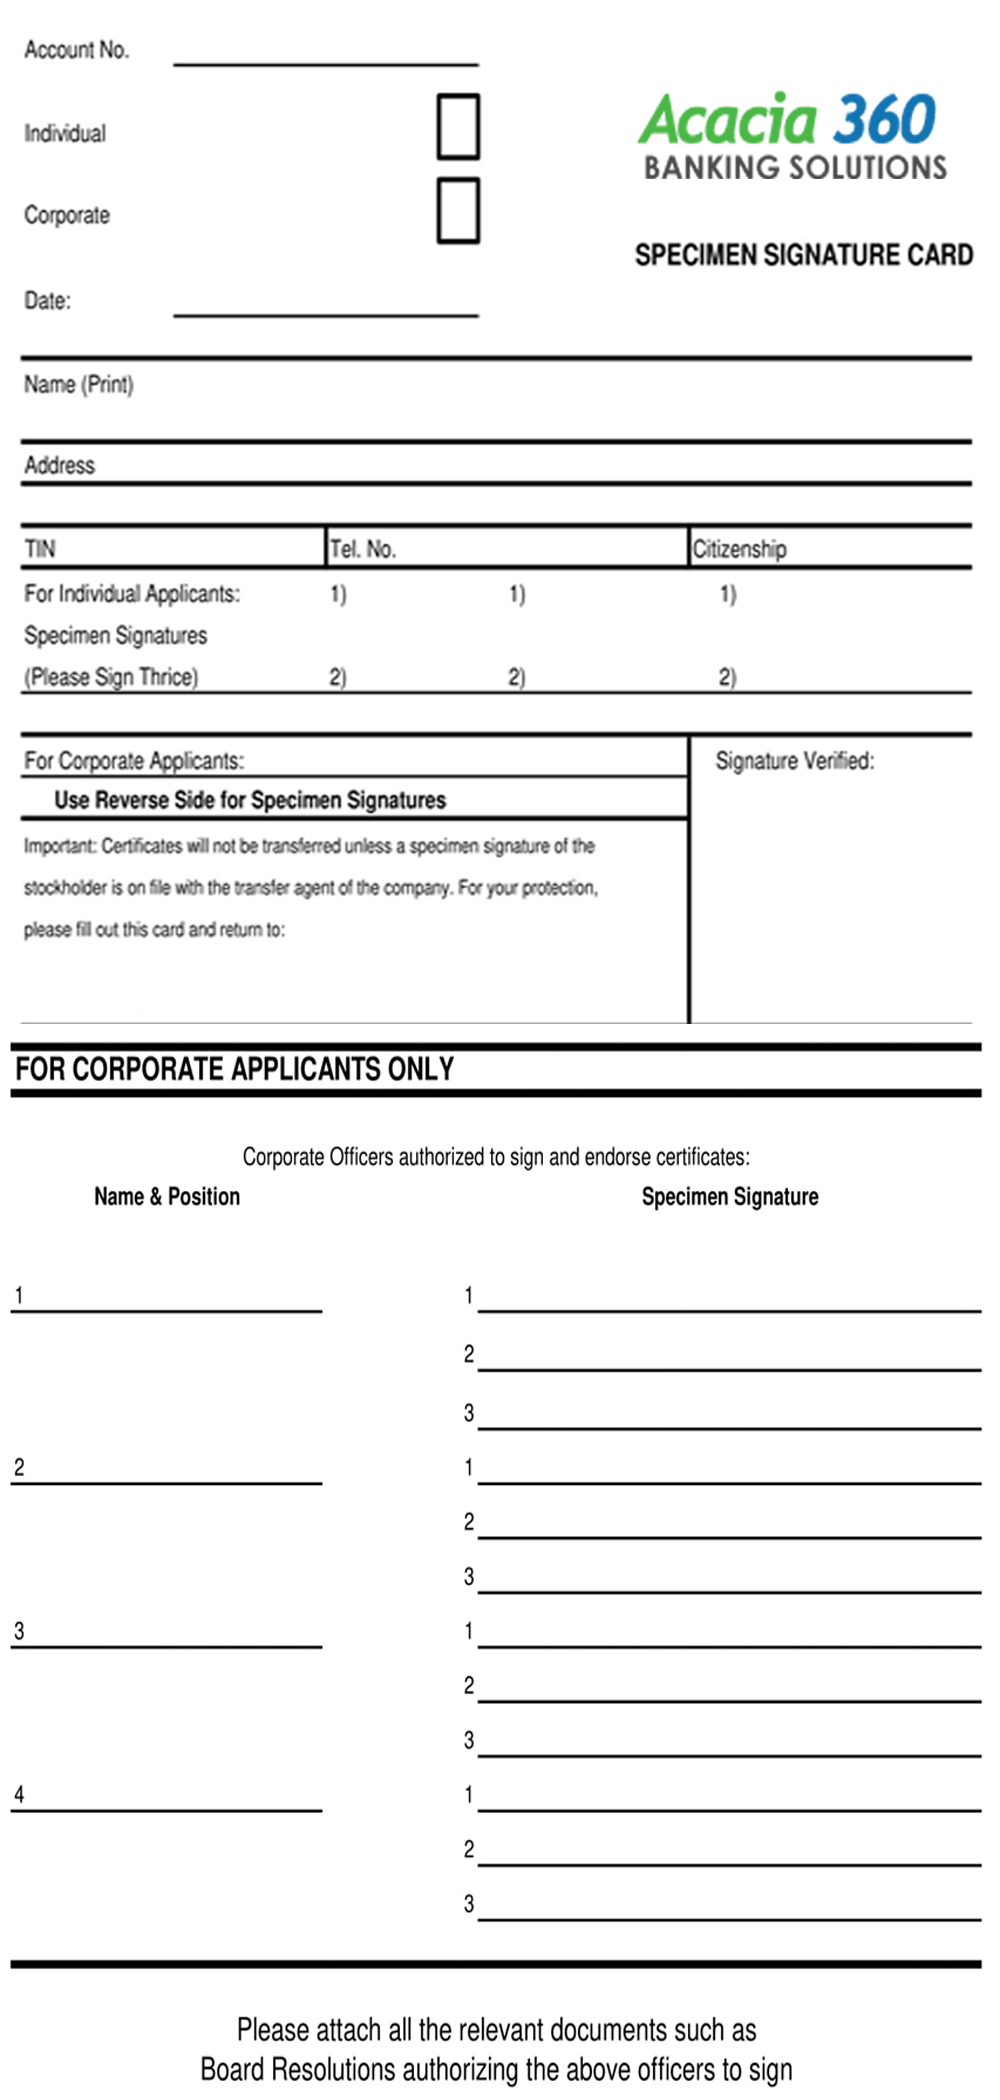 Account No.
Individual
Acacia 360
BANKING SOLUTIONS
Corporate
SPECIMEN SIGNATURE CARD
Date:
Name (Print)
Address
TIN Tel. No. Citizenship
For Individual Applicants: 1) 1) 1)
Specimen Signatures
(Please Sign Thrice) 2) 2) 2)
For Corporate Applicants: Signature Verified:
Use Reverse Side for Specimen Signatures
Important: Certificates will not be transferred unless a specimen signature of the
stockholder is on file with the transfer agent of the company. For your protection,
please fill out this card and return to:
FOR CORPORATE APPLICANTS ONLY
Corporate Officers authorized to sign and endorse certificates:
Name & Position Specimen Signature
1 1
2
3
2 1
2
3
3 1
2
3
4 1
2
3
Please attach all the relevant documents such as
Board Resolutions authorizing the above officers to sign